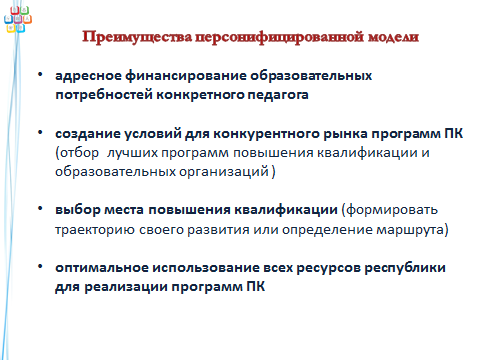 Преимущества персонифицированной модели
• адресное финансирование образовательных
потребностей конкретного педагога
• создание условий для конкурентного рынка программ ПК
(отбор лучших программ повышения квалификации и
образовательных организаций )
• выбор места повышения квалификации (формировать
траекторию своего развития или определение маршрута)
• оптимальное использование всех ресурсов республики
для реализации программ ПК